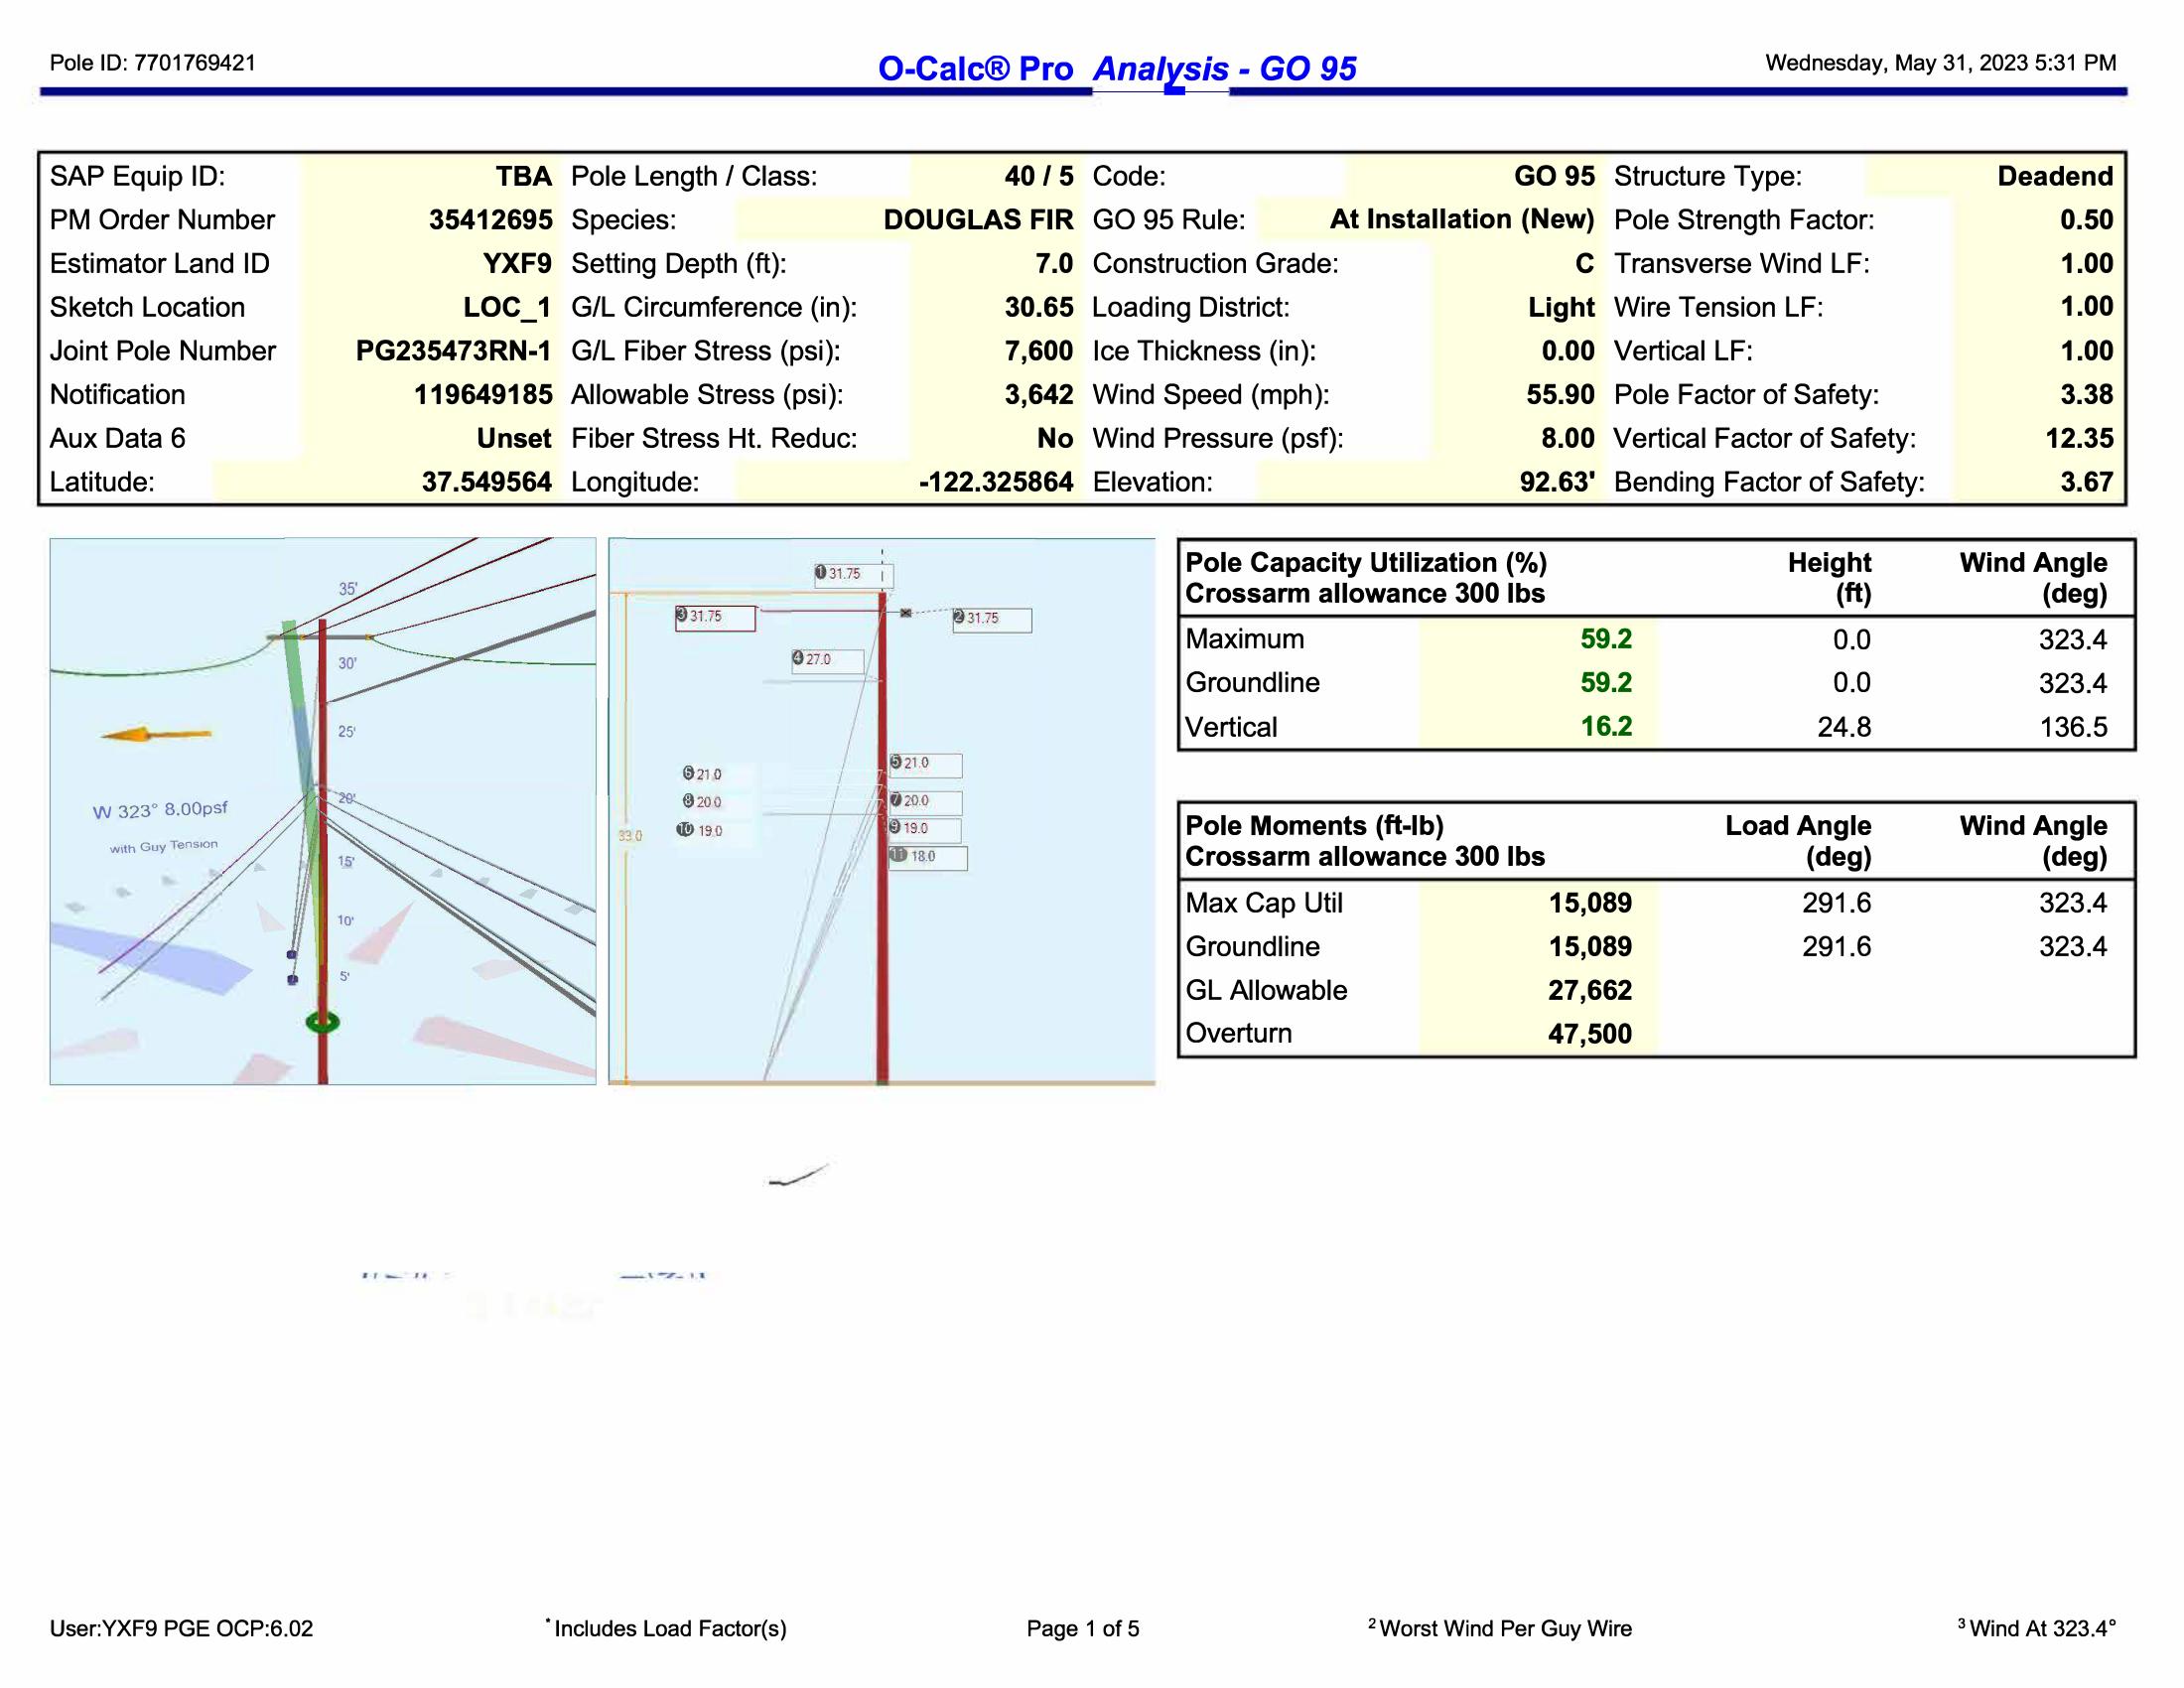 Pole ID: 7701769421
O-Calc® Pro Analysis - GO 95
Wednesday, May 31, 2023 5:31 PM
SAP Equip ID: TBA Pole Length / Class: 40 / 5 Code: GO 95 Structure Type: Deadend
PM Order Number 35412695 Species: DOUGLAS FIR GO 95 Rule: At Installation (New) Pole Strength Factor: 0.50
Estimator Land ID YXF9 Setting Depth (ft): 7.0 Construction Grade: C Transverse Wind LF: 1.00
Sketch Location LOC_1 G/L Circumference (in): 30.65 Loading District: Light Wire Tension LF: 1.00
Joint Pole Number PG235473RN-1 G/L Fiber Stress (psi): 7,600 Ice Thickness (in): 0.00 Vertical LF: 1.00
Notification 119649185 Allowable Stress (psi): 3,642 Wind Speed (mph): 55.90 Pole Factor of Safety: 3.38
Aux Data 6 Unset Fiber Stress Ht. Reduc: No Wind Pressure (psf): 8.00 Vertical Factor of Safety: 12.35
Latitude: 37.549564 Longitude: -122.325864 Elevation: 92.63' Bending Factor of Safety: 3.67
35'
30'
25'
20'
15'
10'
5'
W 323° 8.00psf
with Guy Tension
1 31.75
3 31.75
2 31.75
4 27.0
5 21.0
6 21.0
7 20.0
8 20.0
9 19.0
10 19.0
11 18.0
33.0
Pole Capacity Utilization (%) Height Wind Angle
Crossarm allowance 300 lbs (ft) (deg)
Maximum 59.2 0.0 323.4
Groundline 59.2 0.0 323.4
Vertical 16.2 24.8 136.5
Pole Moments (ft-lb) Load Angle Wind Angle
Crossarm allowance 300 lbs (deg) (deg)
Max Cap Util 15,089 291.6 323.4
Groundline 15,089 291.6 323.4
GL Allowable 27,662
Overturn 47,500
User:YXF9 PGE OCP:6.02
* Includes Load Factor(s)
Page 1 of 5
2 Worst Wind Per Guy Wire
3 Wind At 323.4°